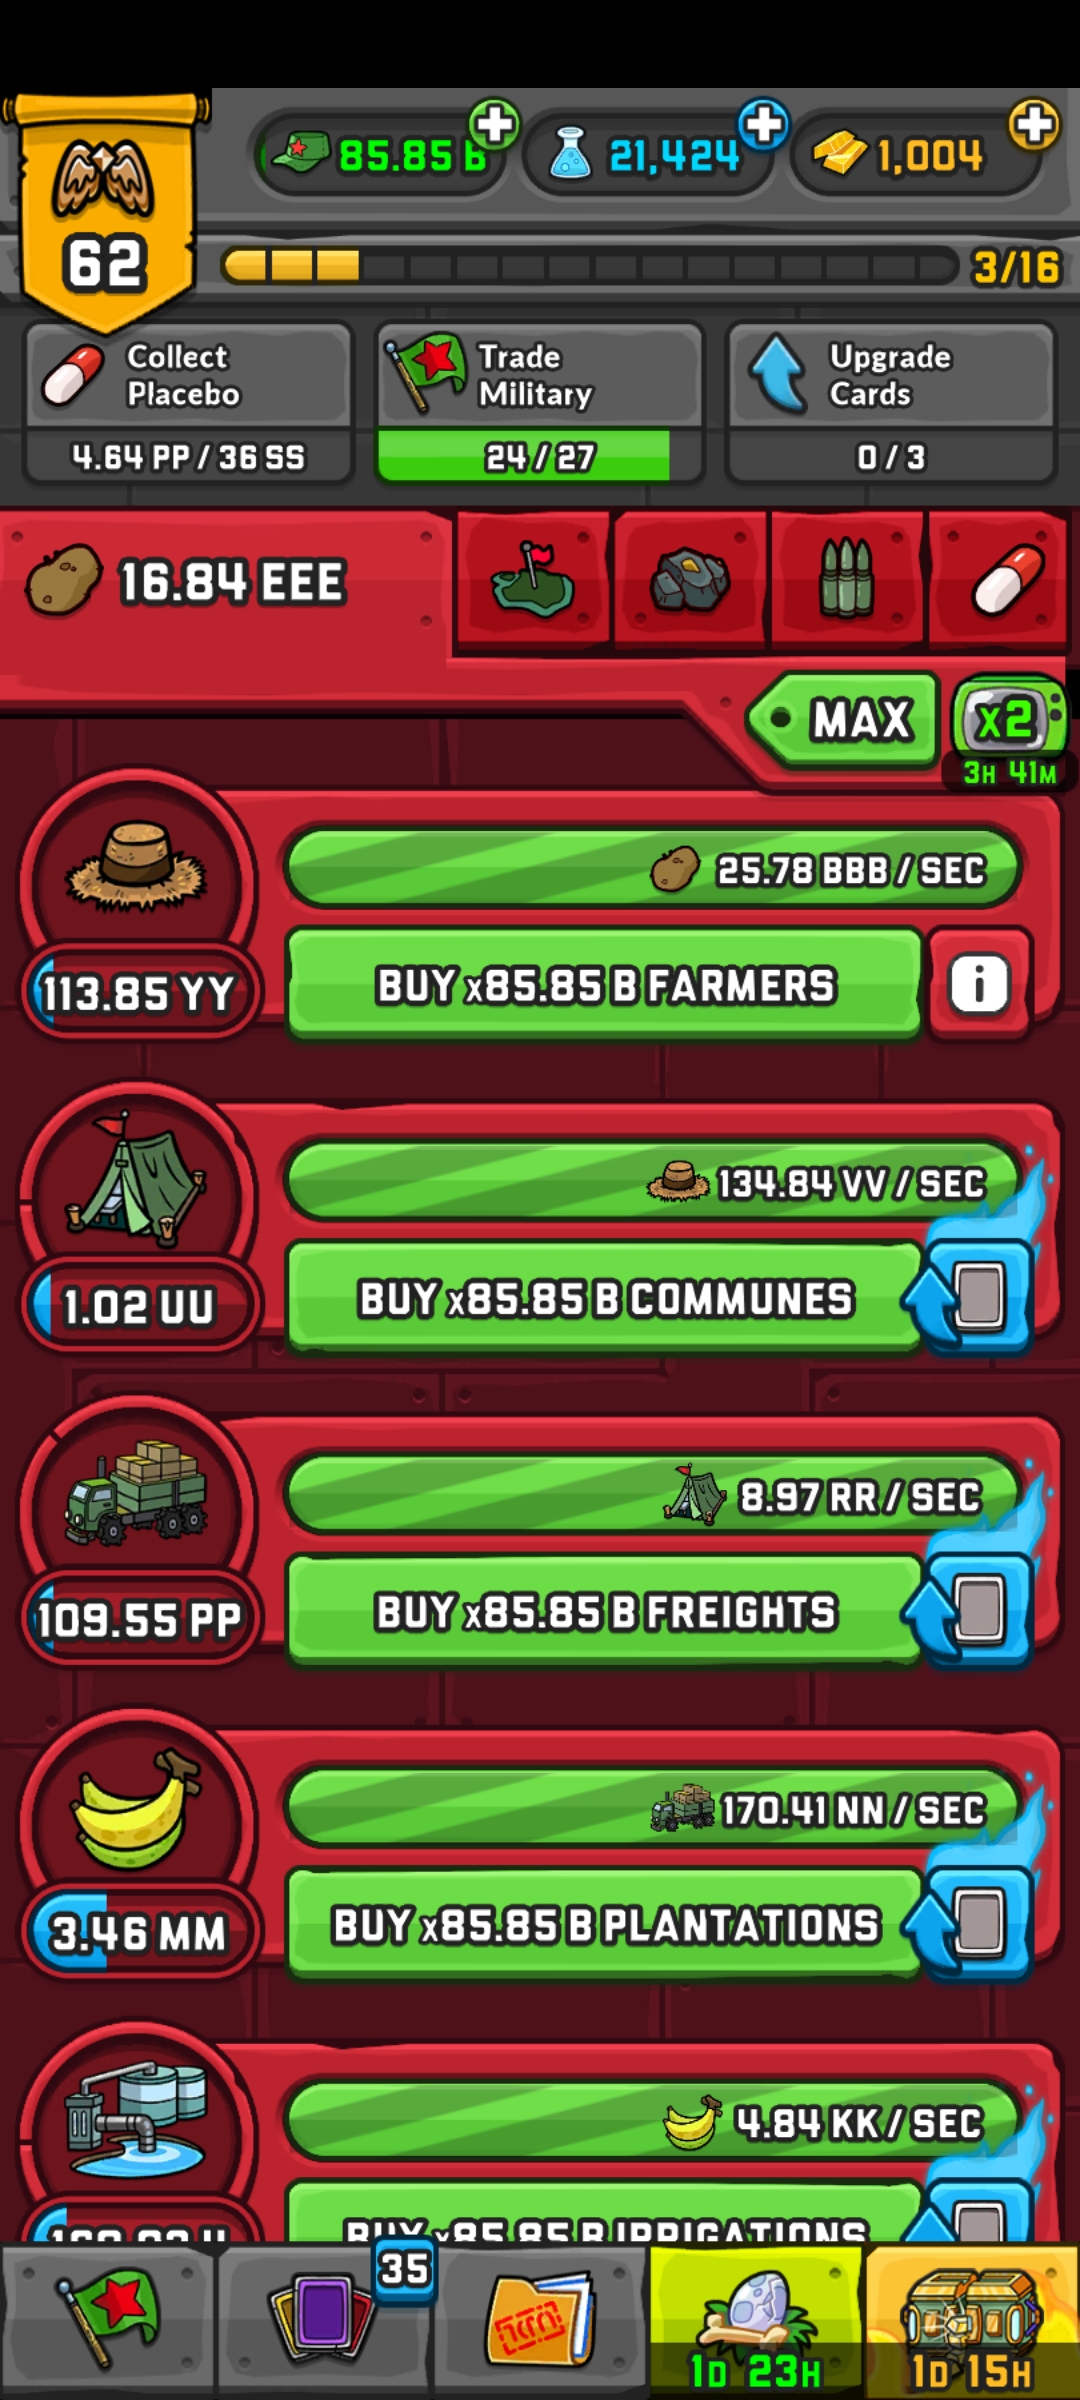 85.85 B
21,424
1,004
62
3/16
Collect
Placebo
4.64 PP / 36 SS
Trade
Military
24 / 27
Upgrade
Cards
0 / 3
16.84 EEE
MAX
x2
3H 41M
25.78 BBB / SEC
113.85 YY
BUY x85.85 B FARMERS
i
134.84 VV / SEC
1.02 UU
BUY x85.85 B COMMUNES
8.97 RR / SEC
109.55 PP
BUY x85.85 B FREIGHTS
170.41 NN / SEC
3.46 MM
BUY x85.85 B PLANTATIONS
4.84 KK / SEC
BUY x85.85 B IRRIGATIONS
35
1D 23H
1D 15H